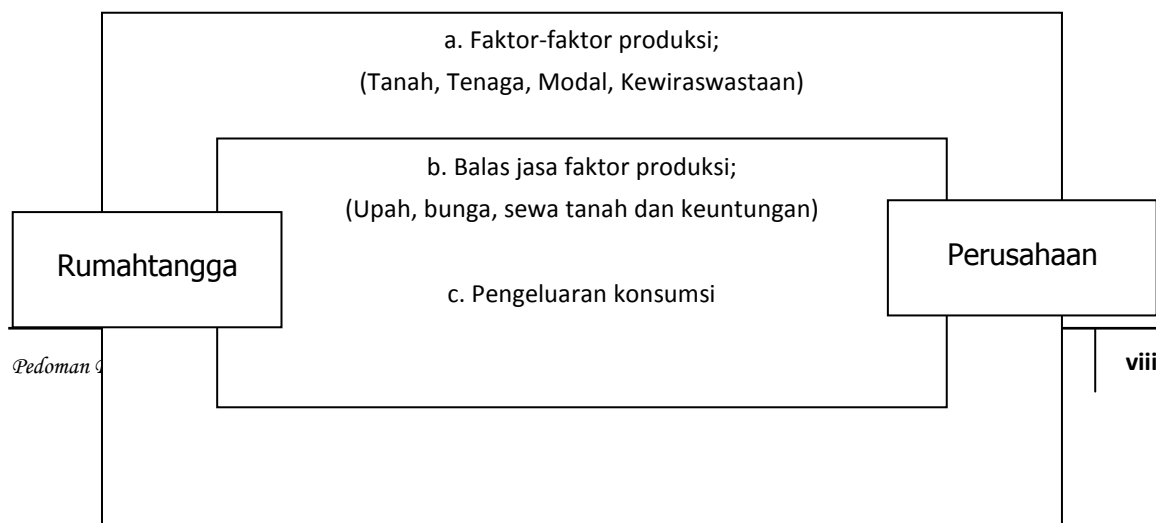 a. Faktor-faktor produksi;
(Tanah, Tenaga, Modal, Kewiraswastaan)
b. Balas jasa faktor produksi;
(Upah, bunga, sewa tanah dan keuntungan)
Rumahtangga
Perusahaan
c. Pengeluaran konsumsi
Pedoman
viii